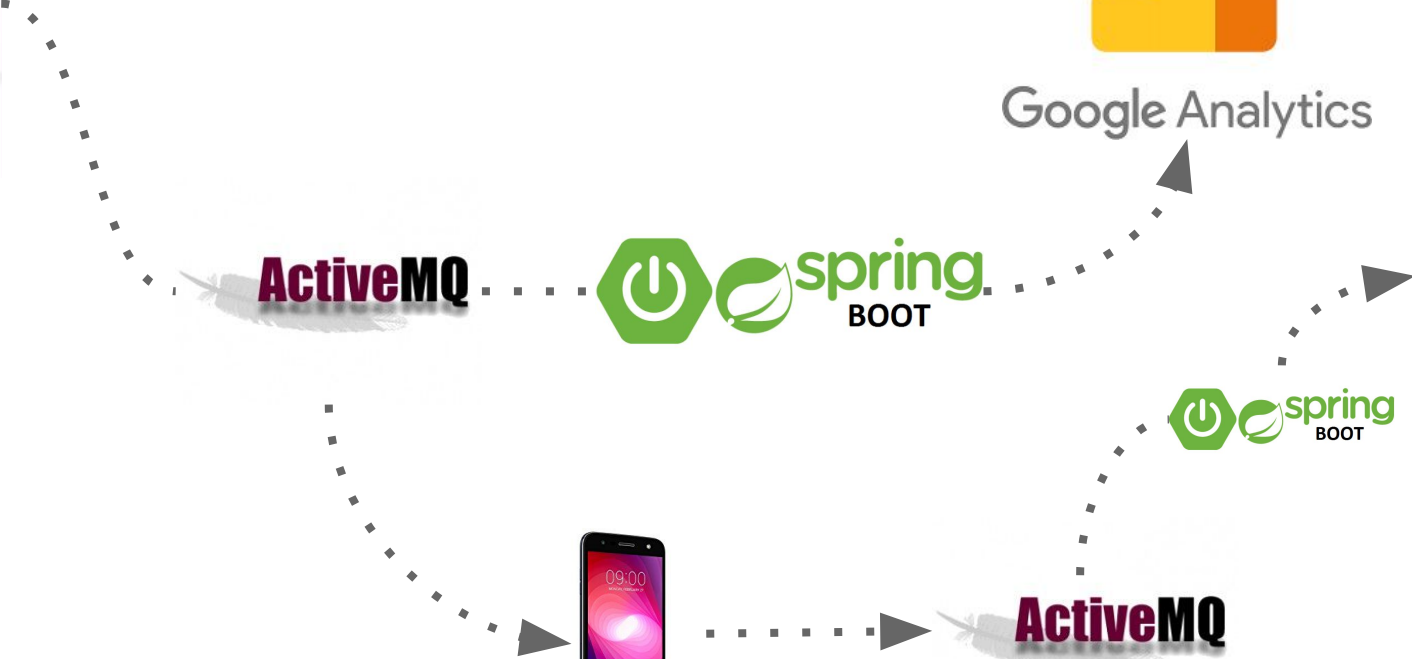 Google Analytics
ActiveMQ
spring
BOOT
spring
BOOT
09:00
ActiveMQ